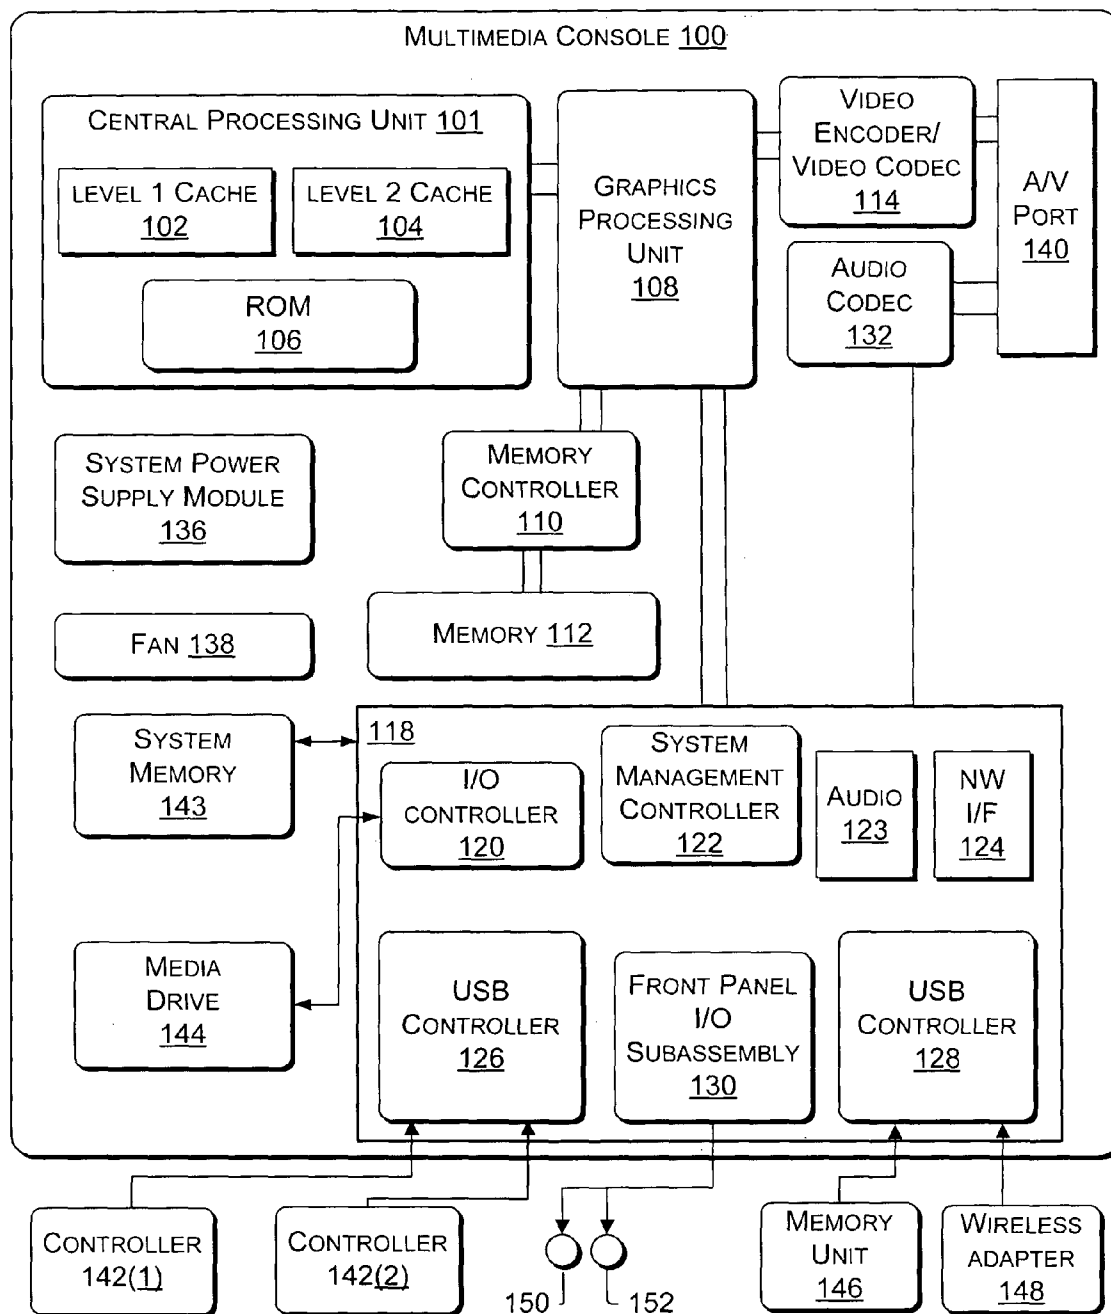 MULTIMEDIA CONSOLE 100
CENTRAL PROCESSING UNIT 101
LEVEL 1 CACHE
102
LEVEL 2 CACHE
104
ROM
106
GRAPHICS
PROCESSING
UNIT
108
VIDEO
ENCODER/
VIDEO CODEC
114
A/V
PORT
140
AUDIO
CODEC
132
SYSTEM POWER
SUPPLY MODULE
136
MEMORY
CONTROLLER
110
FAN 138
MEMORY 112
SYSTEM
MEMORY
143
118
I/O
CONTROLLER
120
SYSTEM
MANAGEMENT
CONTROLLER
122
AUDIO
123
NW
I/F
124
MEDIA
DRIVE
144
USB
CONTROLLER
126
FRONT PANEL
I/O
SUBASSEMBLY
130
USB
CONTROLLER
128
CONTROLLER
142(1)
CONTROLLER
142(2)
150
152
MEMORY
UNIT
146
WIRELESS
ADAPTER
148